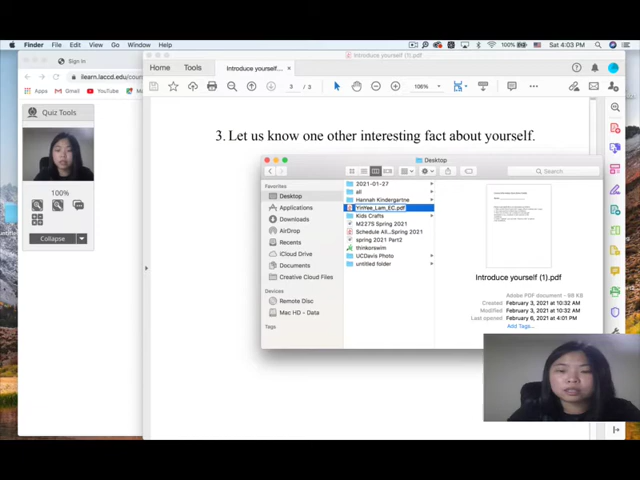 Finder File Edit View Go Window Help
100% Sat 4:03 PM
Sign In
ilearn.laccd.edu/cour
Apps Gmail YouTube
Quiz Tools
100%
Collapse
Introduce yourself (1).pdf
Home Tools Introduce yourself... ×
3 / 3 106%
3. Let us know one other interesting fact about yourself.
Desktop
Search
Favorites
Desktop
Applications
Downloads
AirDrop
Recents
iCloud Drive
Documents
Creative Cloud Files
Devices
Remote Disc
Mac HD - Data
Tags
2021-01-27
all
Hannah Kindergartne
YinYee_Lam_EC.pdf
Kids Crafts
M227S Spring 2021
Schedule All...Spring 2021
spring 2021 Part2
thinkorswim
UCDavis Photo
untitled folder
Introduce yourself (1).pdf
Adobe PDF document - 98 KB
Created February 3, 2021 at 10:32 AM
Modified February 3, 2021 at 10:32 AM
Last opened February 6, 2021 at 4:01 PM
Add Tags...